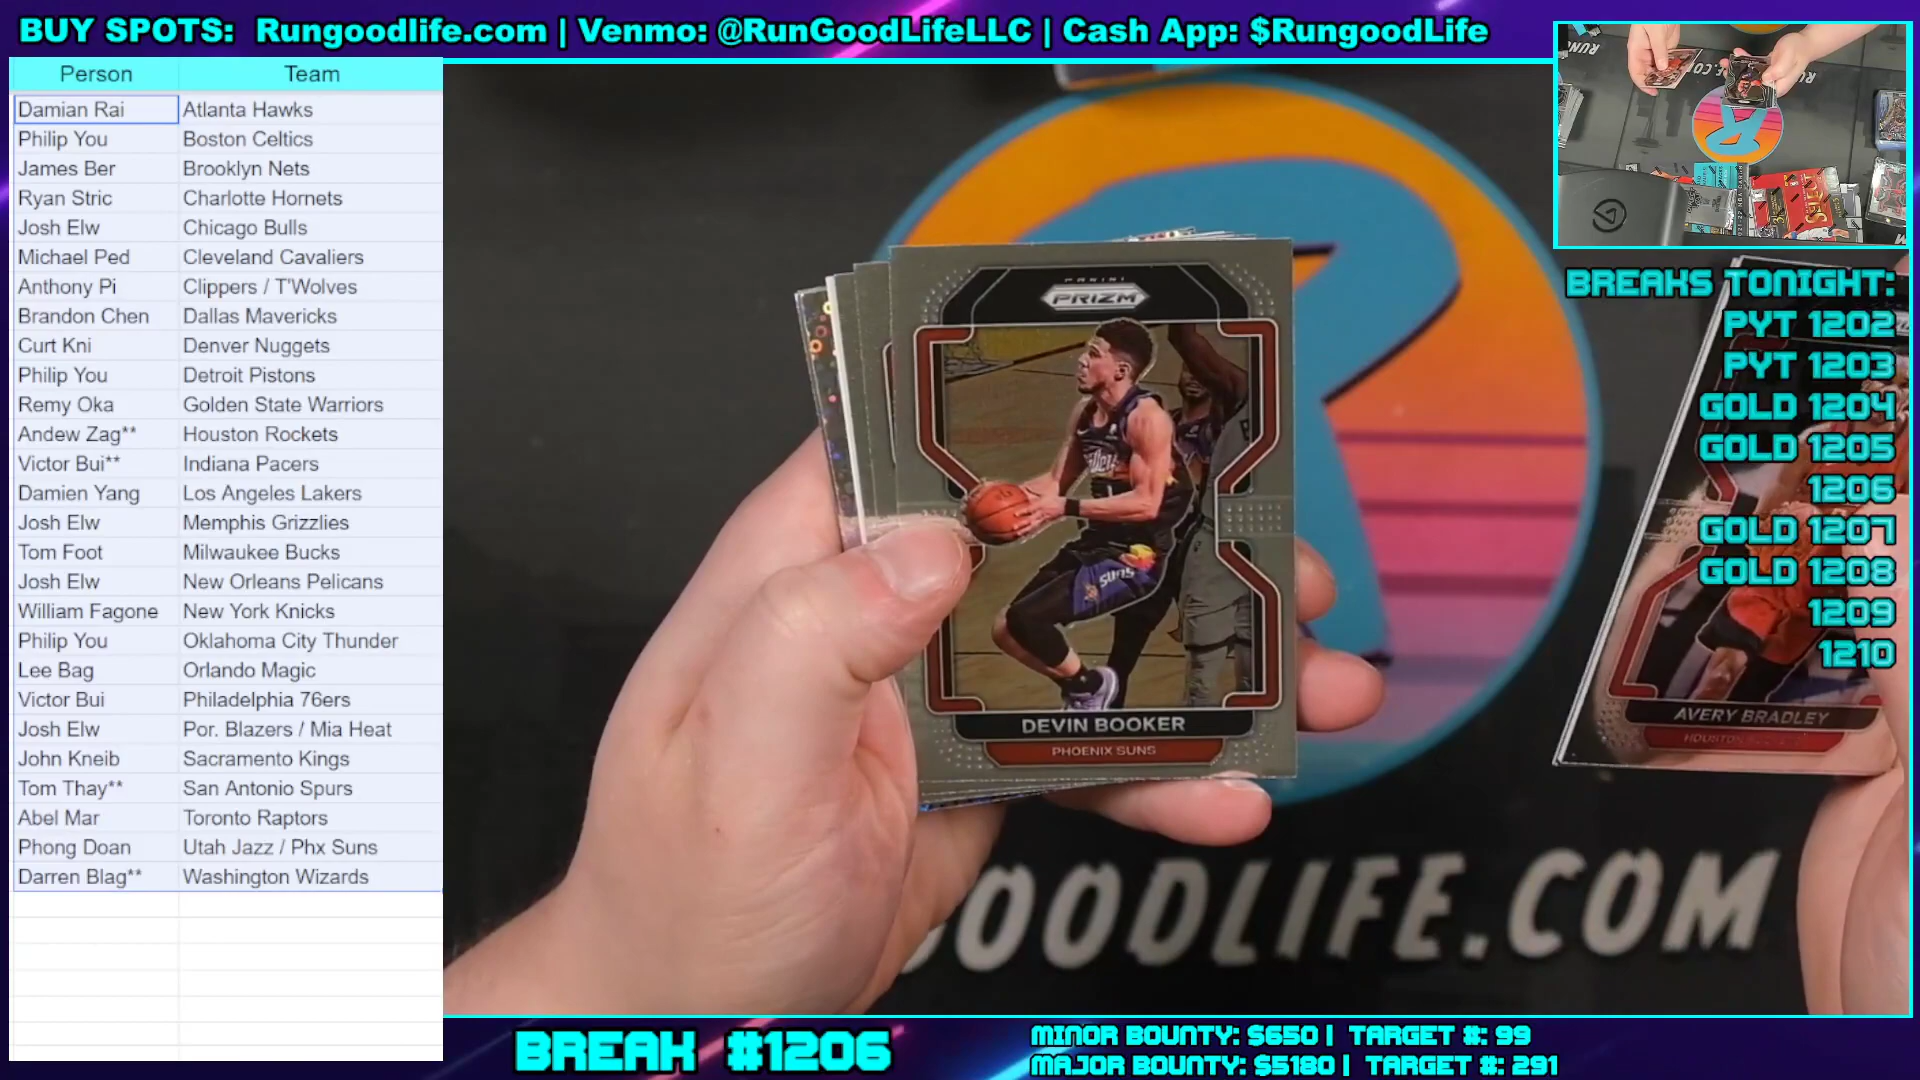 BUY SPOTS: Rungoodlife.com | Venmo: @RunGoodLifeLLC | Cash App: $RungoodLife
Person Team
Damian Rai Atlanta Hawks
Philip You Boston Celtics
James Ber Brooklyn Nets
Ryan Stric Charlotte Hornets
Josh Elw Chicago Bulls
Michael Ped Cleveland Cavaliers
Anthony Pi Clippers / T'Wolves
Brandon Chen Dallas Mavericks
Curt Kni Denver Nuggets
Philip You Detroit Pistons
Remy Oka Golden State Warriors
Andew Zag** Houston Rockets
Victor Bui** Indiana Pacers
Damien Yang Los Angeles Lakers
Josh Elw Memphis Grizzlies
Tom Foot Milwaukee Bucks
Josh Elw New Orleans Pelicans
William Fagone New York Knicks
Philip You Oklahoma City Thunder
Lee Bag Orlando Magic
Victor Bui Philadelphia 76ers
Josh Elw Por. Blazers / Mia Heat
John Kneib Sacramento Kings
Tom Thay** San Antonio Spurs
Abel Mar Toronto Raptors
Phong Doan Utah Jazz / Phx Suns
Darren Blag** Washington Wizards
PANINI
PRIZM
SUNS
DEVIN BOOKER
PHOENIX SUNS
R
OODLIFE.COM
.COM
SELECT
BREAKS TONIGHT:
PYT 1202
PYT 1203
GOLD 1204
GOLD 1205
1206
GOLD 1207
GOLD 1208
1209
1210
AVERY BRADLEY
HOUSTON
BREAK #1206
MINOR BOUNTY: $650 | TARGET #: 99
MAJOR BOUNTY: $5180 | TARGET #: 291